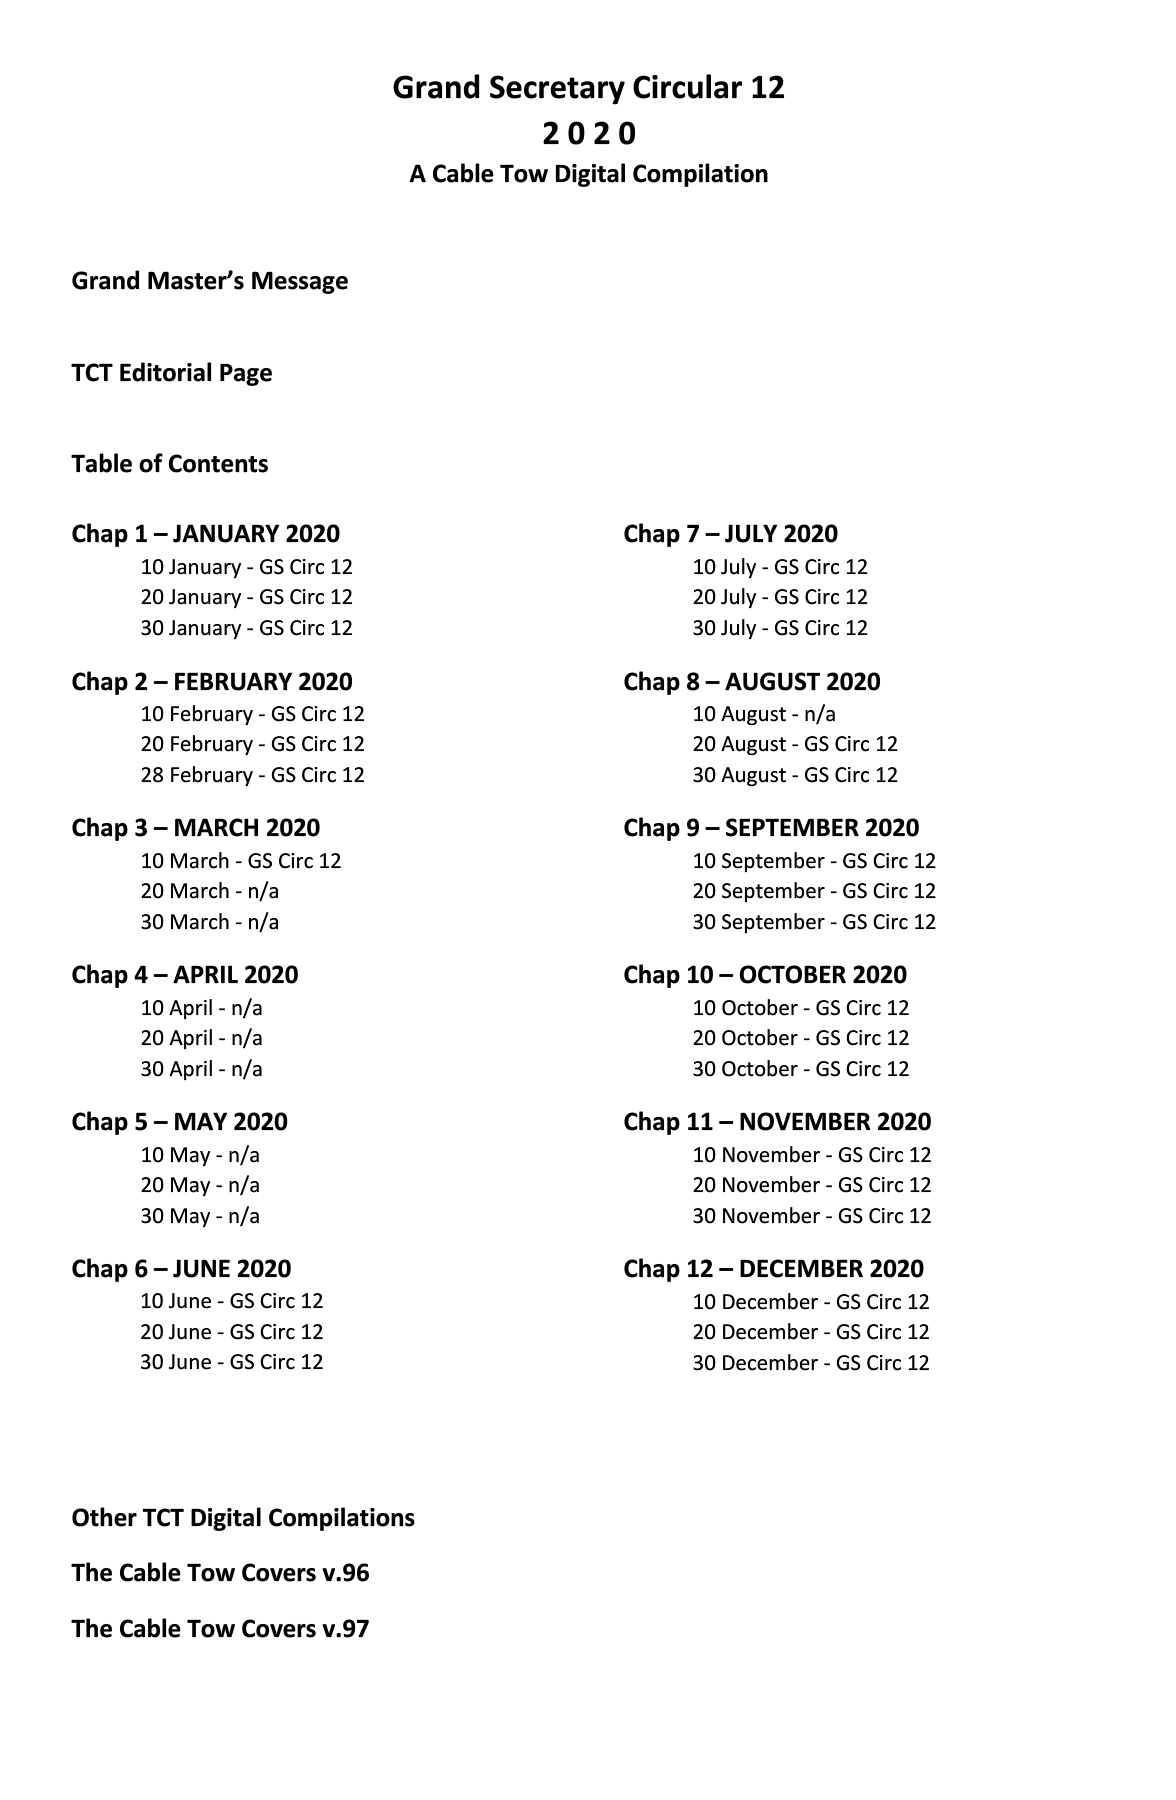 Grand Secretary Circular 12
2 0 2 0
A Cable Tow Digital Compilation
Grand Master’s Message
TCT Editorial Page
Table of Contents
Chap 1 – JANUARY 2020
10 January - GS Circ 12
20 January - GS Circ 12
30 January - GS Circ 12
Chap 2 – FEBRUARY 2020
10 February - GS Circ 12
20 February - GS Circ 12
28 February - GS Circ 12
Chap 3 – MARCH 2020
10 March - GS Circ 12
20 March - n/a
30 March - n/a
Chap 4 – APRIL 2020
10 April - n/a
20 April - n/a
30 April - n/a
Chap 5 – MAY 2020
10 May - n/a
20 May - n/a
30 May - n/a
Chap 6 – JUNE 2020
10 June - GS Circ 12
20 June - GS Circ 12
30 June - GS Circ 12
Chap 7 – JULY 2020
10 July - GS Circ 12
20 July - GS Circ 12
30 July - GS Circ 12
Chap 8 – AUGUST 2020
10 August - n/a
20 August - GS Circ 12
30 August - GS Circ 12
Chap 9 – SEPTEMBER 2020
10 September - GS Circ 12
20 September - GS Circ 12
30 September - GS Circ 12
Chap 10 – OCTOBER 2020
10 October - GS Circ 12
20 October - GS Circ 12
30 October - GS Circ 12
Chap 11 – NOVEMBER 2020
10 November - GS Circ 12
20 November - GS Circ 12
30 November - GS Circ 12
Chap 12 – DECEMBER 2020
10 December - GS Circ 12
20 December - GS Circ 12
30 December - GS Circ 12
Other TCT Digital Compilations
The Cable Tow Covers v.96
The Cable Tow Covers v.97